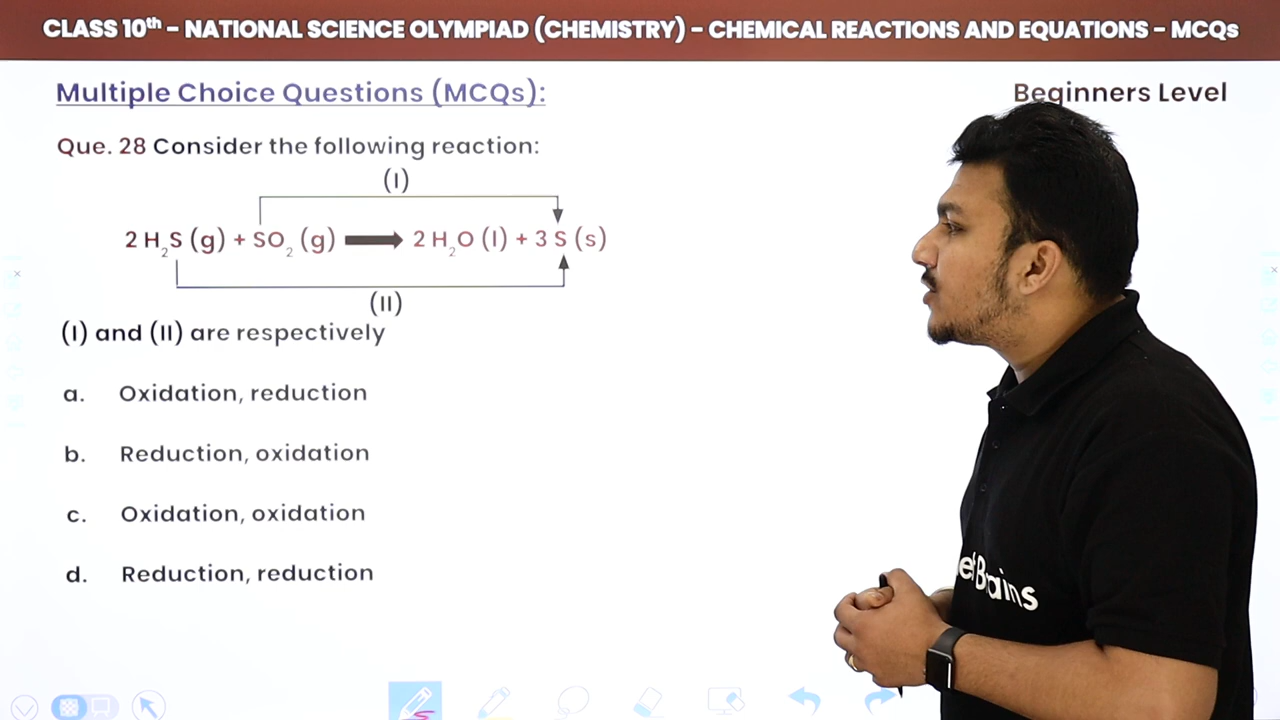 CLASS 10th – NATIONAL SCIENCE OLYMPIAD (CHEMISTRY) – CHEMICAL REACTIONS AND EQUATIONS – MCQs
Multiple Choice Questions (MCQs):
Beginners Level
Que. 28 Consider the following reaction:
(I)
2 H2S (g) + SO2 (g) ➡ 2 H2O (l) + 3 S (s)
(II)
(I) and (II) are respectively
a. Oxidation, reduction
b. Reduction, oxidation
c. Oxidation, oxidation
d. Reduction, reduction